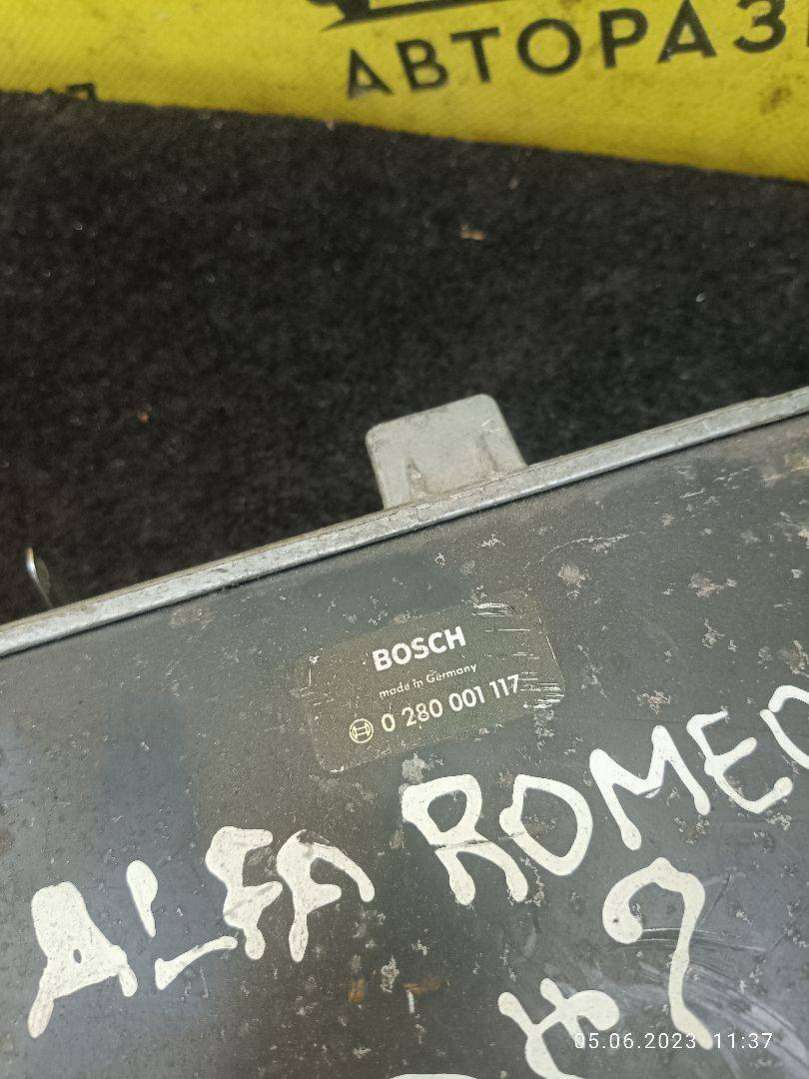 АВТОРАЗ
BOSCH
made in Germany
0 280 001 117
ALFA ROMEO
05.06.2023 11:37